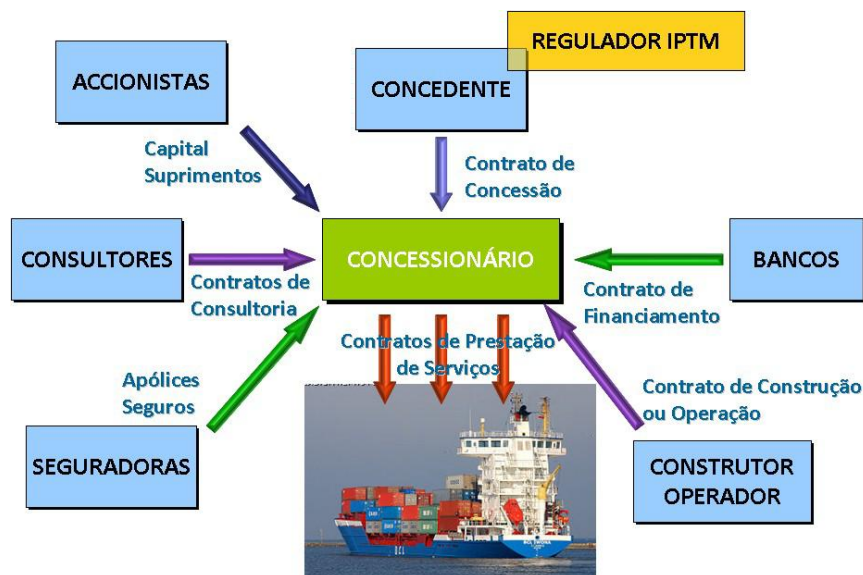 REGULADOR IPTM
ACCIONISTAS
CONCEDENTE
Capital
Suprimentos
Contrato de
Concessão
CONSULTORES
CONCESSIONÁRIO
BANCOS
Contratos de
Consultoria
Contrato de
Financiamento
Contratos de Prestação
de Serviços
Apólices
Seguros
Contrato de Construção
ou Operação
SEGURADORAS
CONSTRUTOR
OPERADOR
BCL